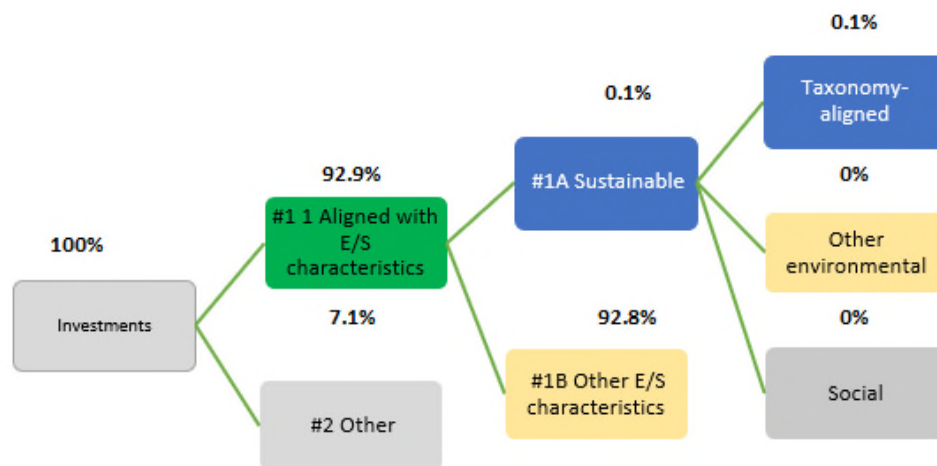 0.1%
Taxonomy-
aligned
0.1%
#1A Sustainable
92.9%
#1 1 Aligned with
E/S
characteristics
0%
Other
environmental
100%
Investments
7.1%
#2 Other
92.8%
#1B Other E/S
characteristics
0%
Social